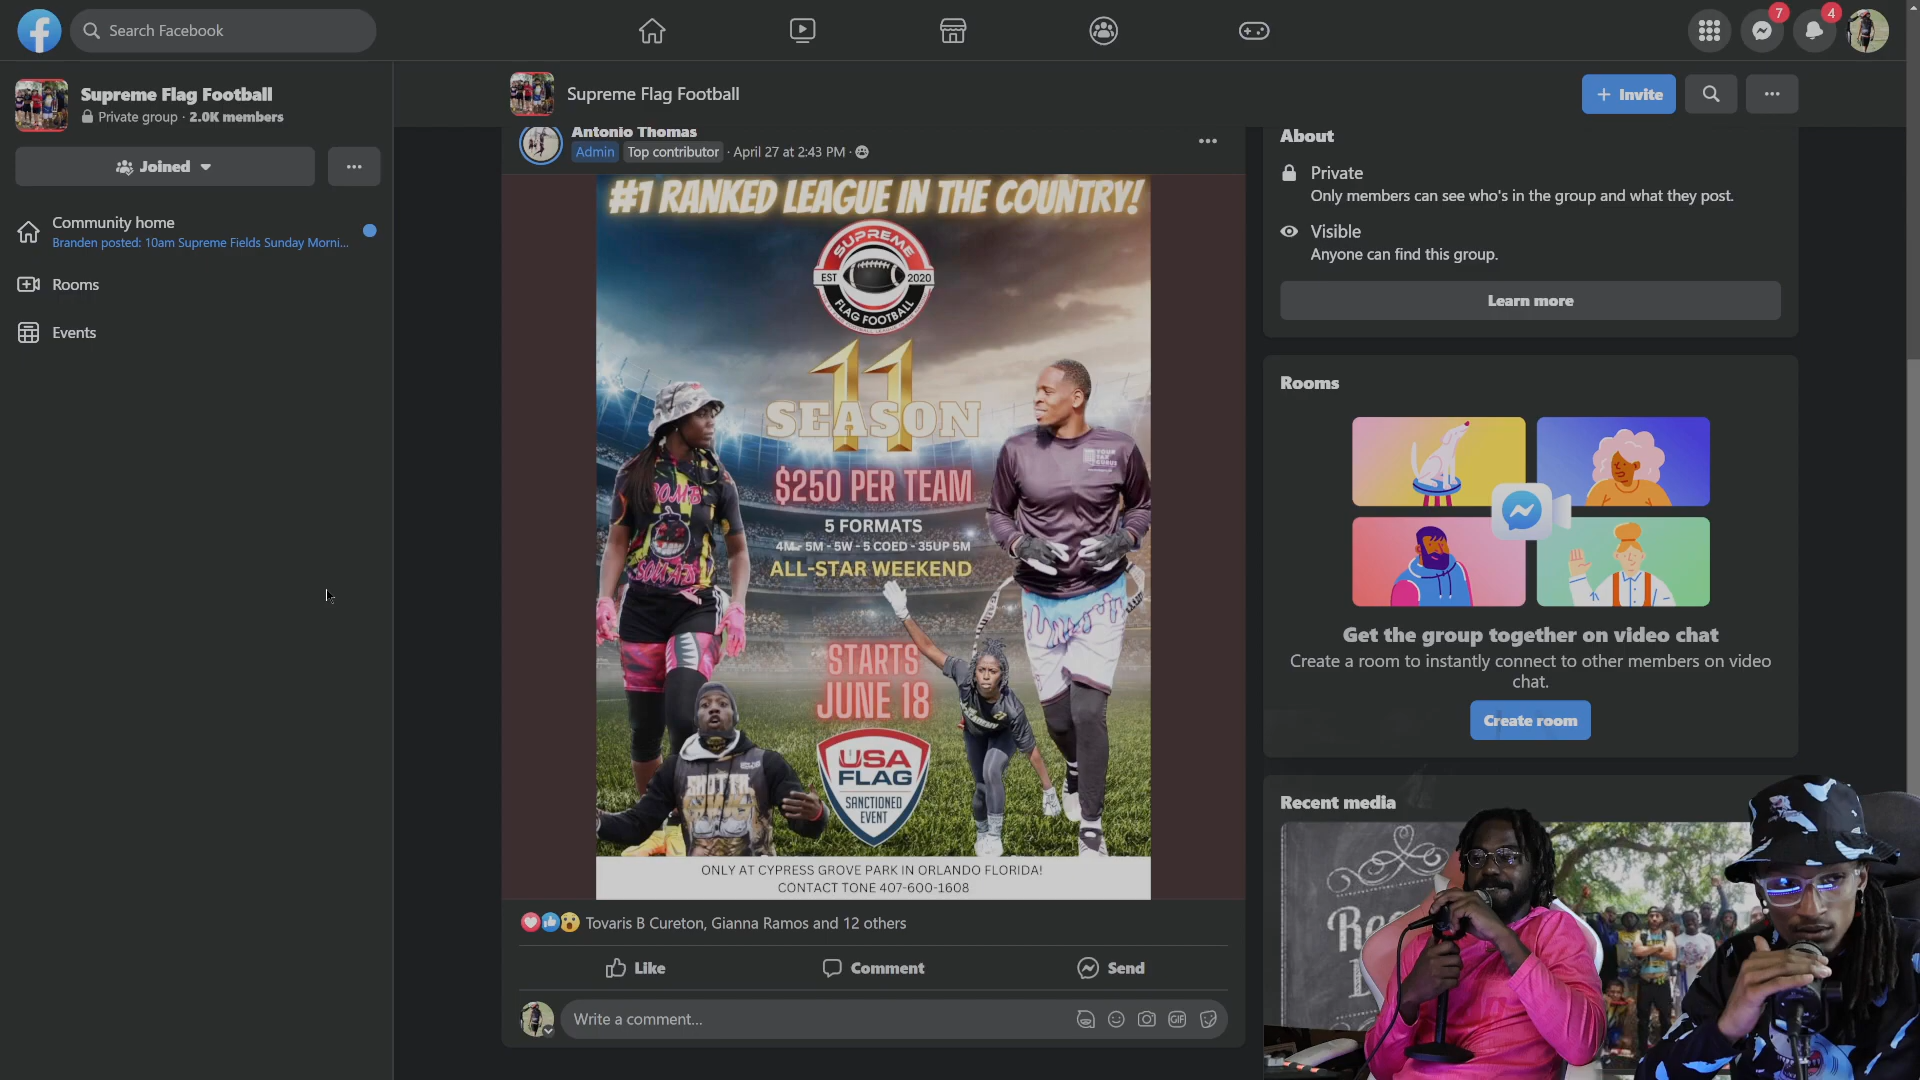 Search Facebook
7
4
Supreme Flag Football
Private group · 2.0K members
Joined
Community home
Branden posted: 10am Supreme Fields Sunday Morni...
Rooms
Events
Supreme Flag Football
+ Invite
Antonio Thomas
Admin Top contributor · April 27 at 2:43 PM ·
#1 RANKED LEAGUE IN THE COUNTRY!
SUPREME
EST 2020
FLAG FOOTBALL
11
SEASON
$250 PER TEAM
5 FORMATS
4M - 5M - 5W - 5 COED - 35UP 5M
ALL-STAR WEEKEND
BOMB
SQUAD
STARTS
JUNE 18
USA
FLAG
SANCTIONED
EVENT
ONLY AT CYPRESS GROVE PARK IN ORLANDO FLORIDA!
CONTACT TONE 407-600-1608
Tovaris B Cureton, Gianna Ramos and 12 others
Like
Comment
Send
Write a comment...
GIF
About
Private
Only members can see who's in the group and what they post.
Visible
Anyone can find this group.
Learn more
Rooms
Get the group together on video chat
Create a room to instantly connect to other members on video
chat.
Create room
Recent media